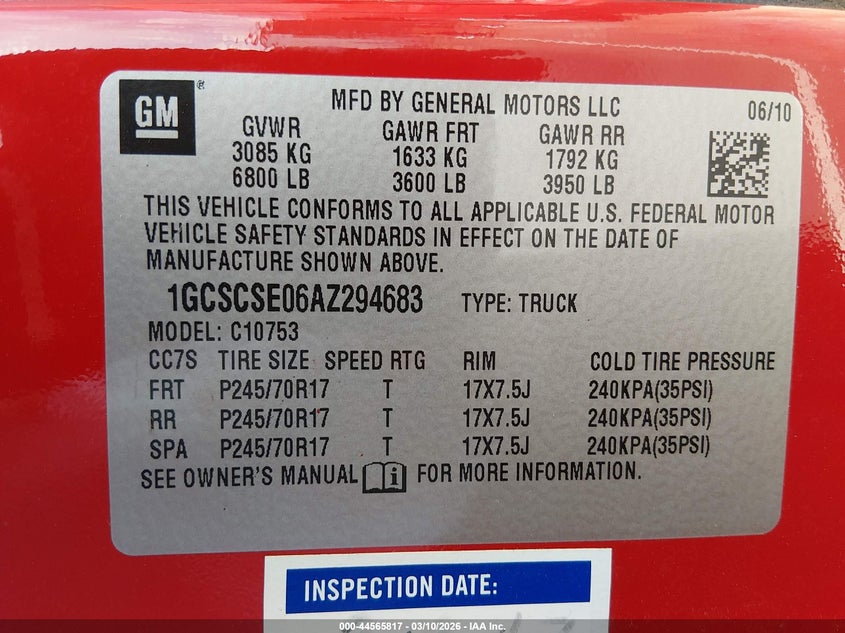 GM ®
MFD BY GENERAL MOTORS LLC 06/10
GVWR GAWR FRT GAWR RR
3085 KG 1633 KG 1792 KG
6800 LB 3600 LB 3950 LB
THIS VEHICLE CONFORMS TO ALL APPLICABLE U.S. FEDERAL MOTOR
VEHICLE SAFETY STANDARDS IN EFFECT ON THE DATE OF
MANUFACTURE SHOWN ABOVE.
1GCSCSE06AZ294683 TYPE: TRUCK
MODEL: C10753
CC7S TIRE SIZE SPEED RTG RIM COLD TIRE PRESSURE
FRT P245/70R17 T 17X7.5J 240KPA(35PSI)
RR P245/70R17 T 17X7.5J 240KPA(35PSI)
SPA P245/70R17 T 17X7.5J 240KPA(35PSI)
SEE OWNER'S MANUAL i FOR MORE INFORMATION.
INSPECTION DATE:
000-44565817 - 03/10/2026 - IAA Inc.